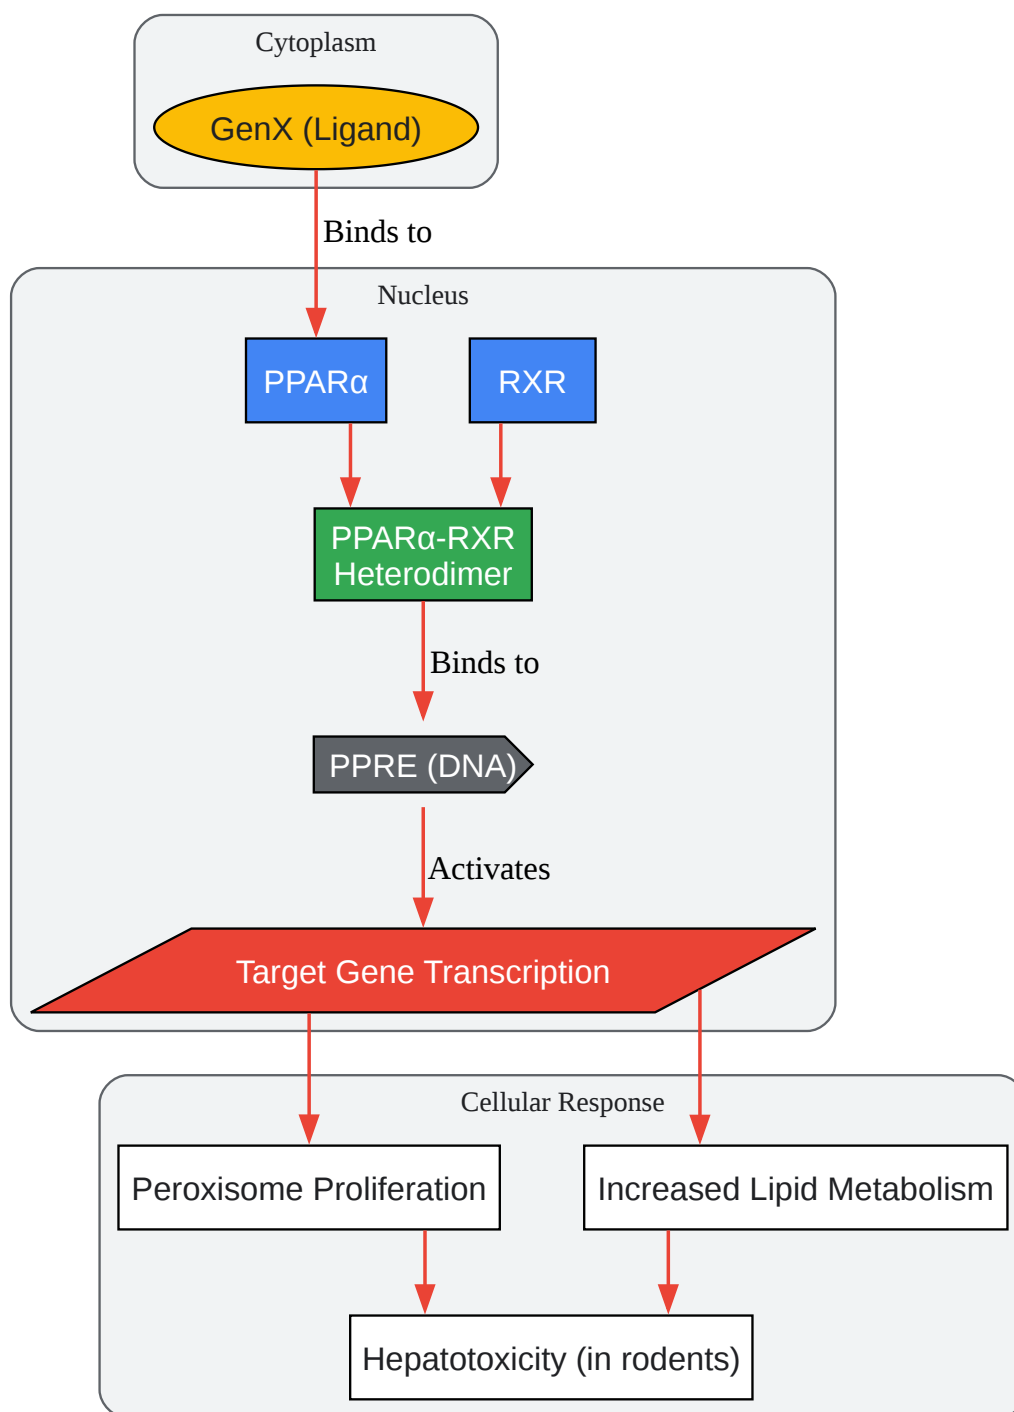 Cytoplasm
GenX (Ligand)
Binds to
Nucleus
PPARα
RXR
PPARα-RXR
Heterodimer
Binds to
PPRE (DNA)
Activates
Target Gene Transcription
Cellular Response
Peroxisome Proliferation
Increased Lipid Metabolism
Hepatotoxicity (in rodents)